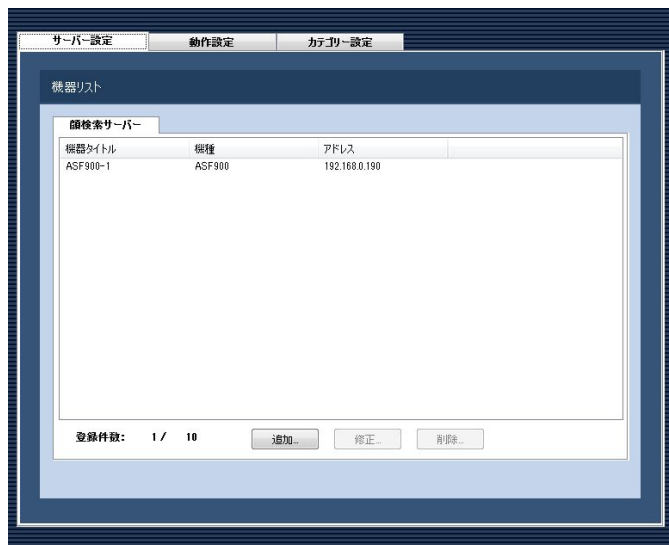 サーバー設定 動作設定 カテゴリー設定
機器リスト
顔検索サーバー
機器タイトル 機種 アドレス
ASF900-1 ASF900 192.168.0.190
登録件数: 1 / 10 追加... 修正... 削除...